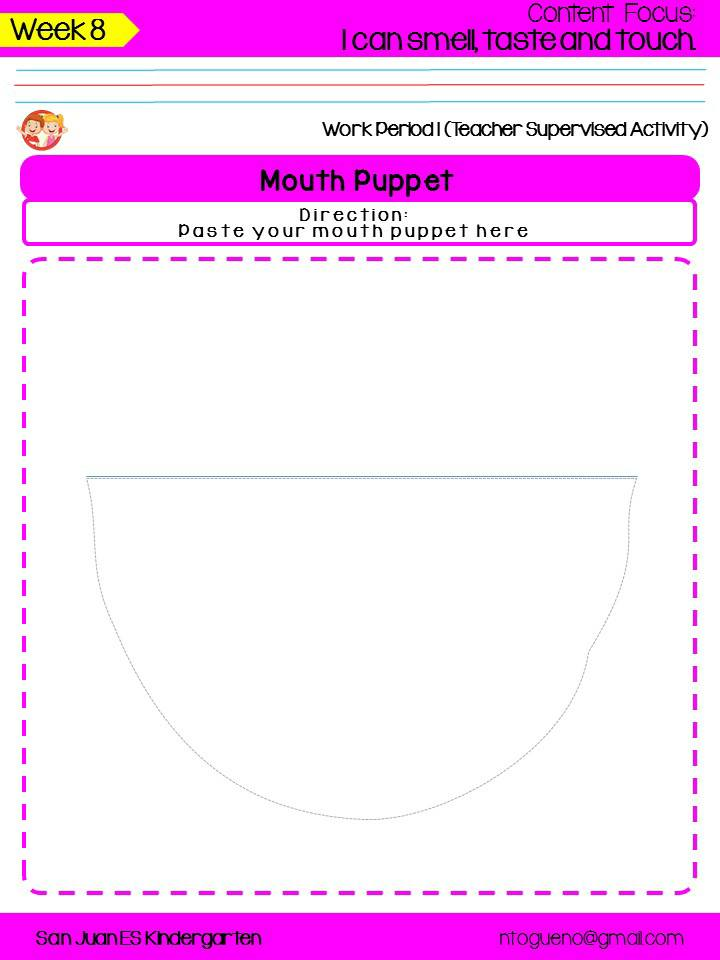 Week 8
Content Focus:
I can smell, taste and touch.
Work Period 1 (Teacher Supervised Activity)
Mouth Puppet
Direction:
Paste your mouth puppet here
San Juan ES Kindergarten
ntogueno@gmail.com